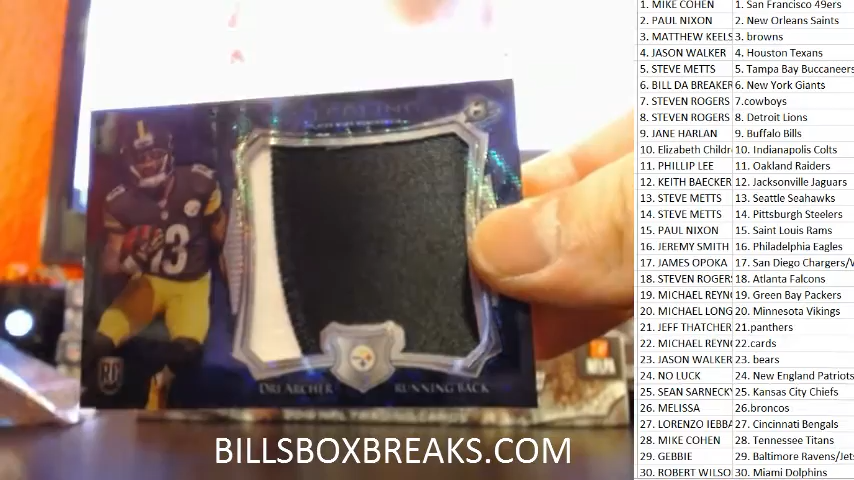 STERLING
13
DRI ARCHER RUNNING BACK
RC
BILLSBOXBREAKS.COM
1. MIKE COHEN 1. San Francisco 49ers
2. PAUL NIXON 2. New Orleans Saints
3. MATTHEW KEELS 3. browns
4. JASON WALKER 4. Houston Texans
5. STEVE METTS 5. Tampa Bay Buccaneers
6. BILL DA BREAKER 6. New York Giants
7. STEVEN ROGERS 7.cowboys
8. STEVEN ROGERS 8. Detroit Lions
9. JANE HARLAN 9. Buffalo Bills
10. Elizabeth Childr 10. Indianapolis Colts
11. PHILLIP LEE 11. Oakland Raiders
12. KEITH BAECKER 12. Jacksonville Jaguars
13. STEVE METTS 13. Seattle Seahawks
14. STEVE METTS 14. Pittsburgh Steelers
15. PAUL NIXON 15. Saint Louis Rams
16. JEREMY SMITH 16. Philadelphia Eagles
17. JAMES OPOKA 17. San Diego Chargers/V
18. STEVEN ROGERS 18. Atlanta Falcons
19. MICHAEL REYN 19. Green Bay Packers
20. MICHAEL LONG 20. Minnesota Vikings
21. JEFF THATCHER 21.panthers
22. MICHAEL REYN 22.cards
23. JASON WALKER 23. bears
24. NO LUCK 24. New England Patriots
25. SEAN SARNECKY 25. Kansas City Chiefs
26. MELISSA 26.broncos
27. LORENZO IEBBA 27. Cincinnati Bengals
28. MIKE COHEN 28. Tennessee Titans
29. GEBBIE 29. Baltimore Ravens/Jets
30. ROBERT WILSO 30. Miami Dolphins